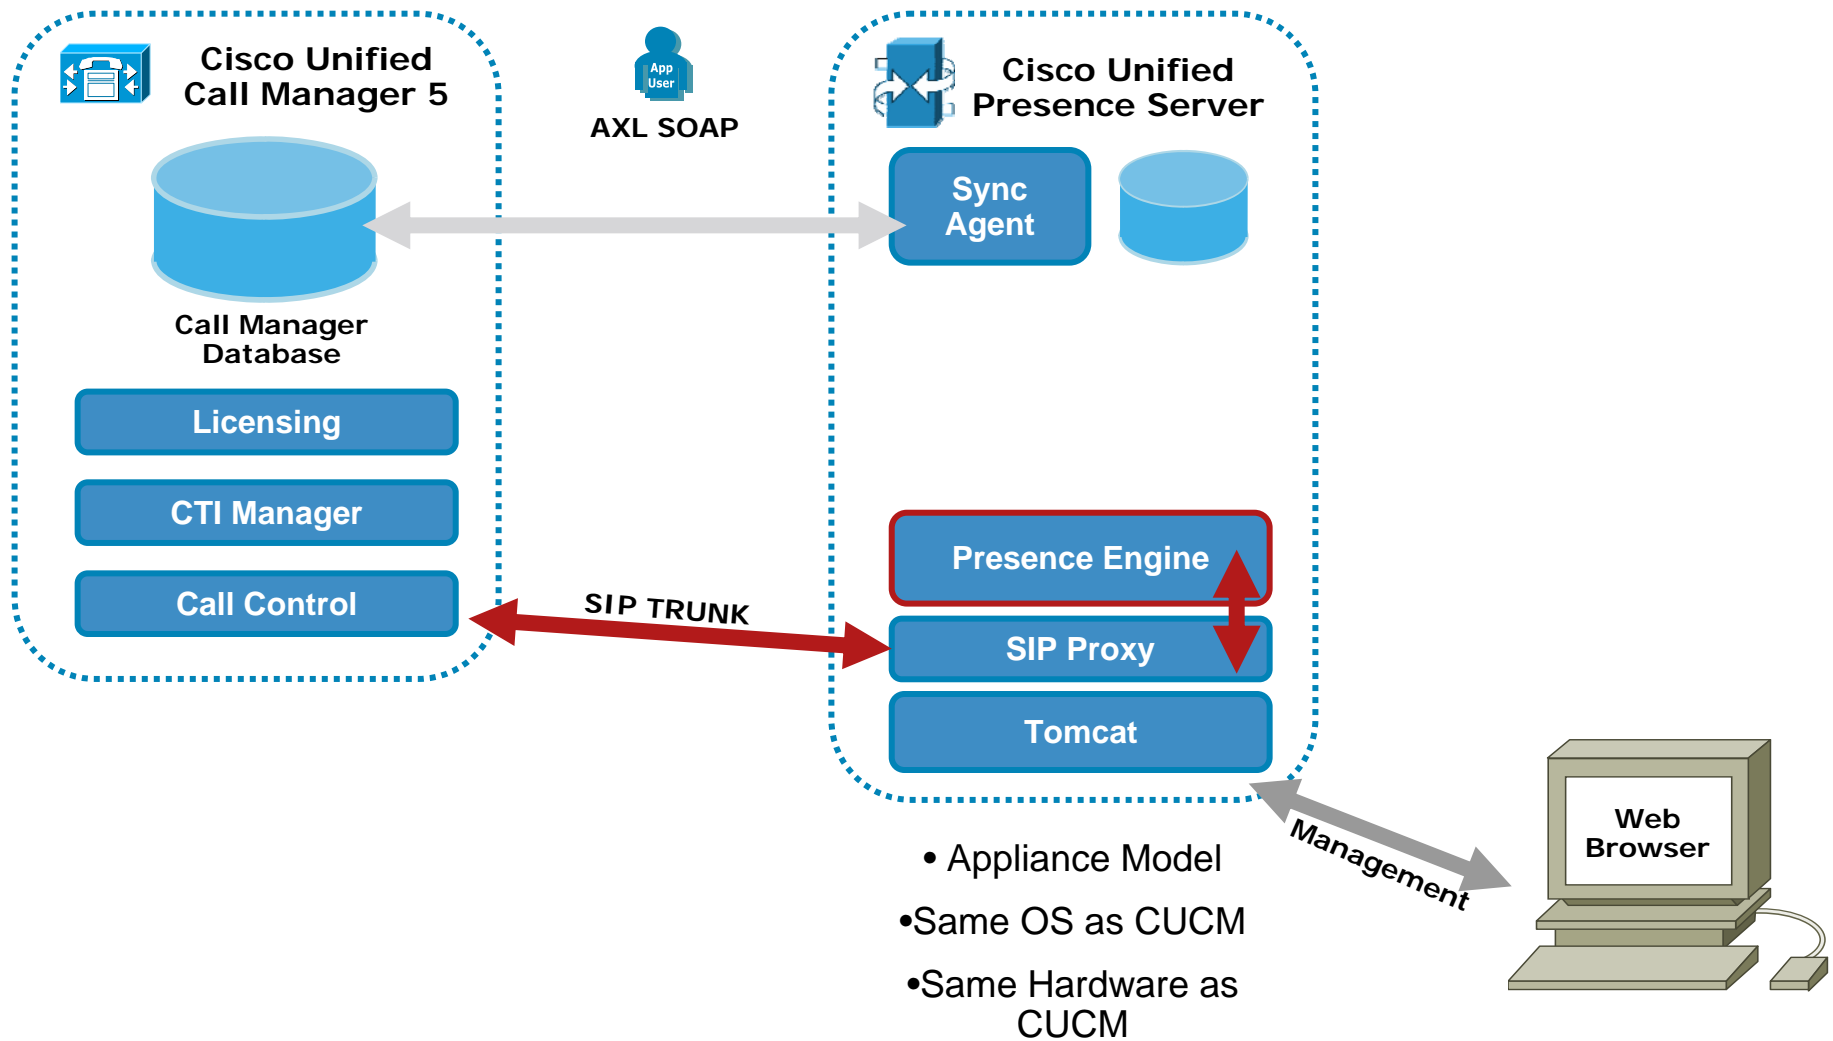 Cisco Unified
Call Manager 5
App
User
AXL SOAP
Cisco Unified
Presence Server
Sync
Agent
Call Manager
Database
Licensing
CTI Manager
Call Control
SIP TRUNK
Presence Engine
SIP Proxy
Tomcat
Management
Web
Browser
• Appliance Model
•Same OS as CUCM
•Same Hardware as
CUCM